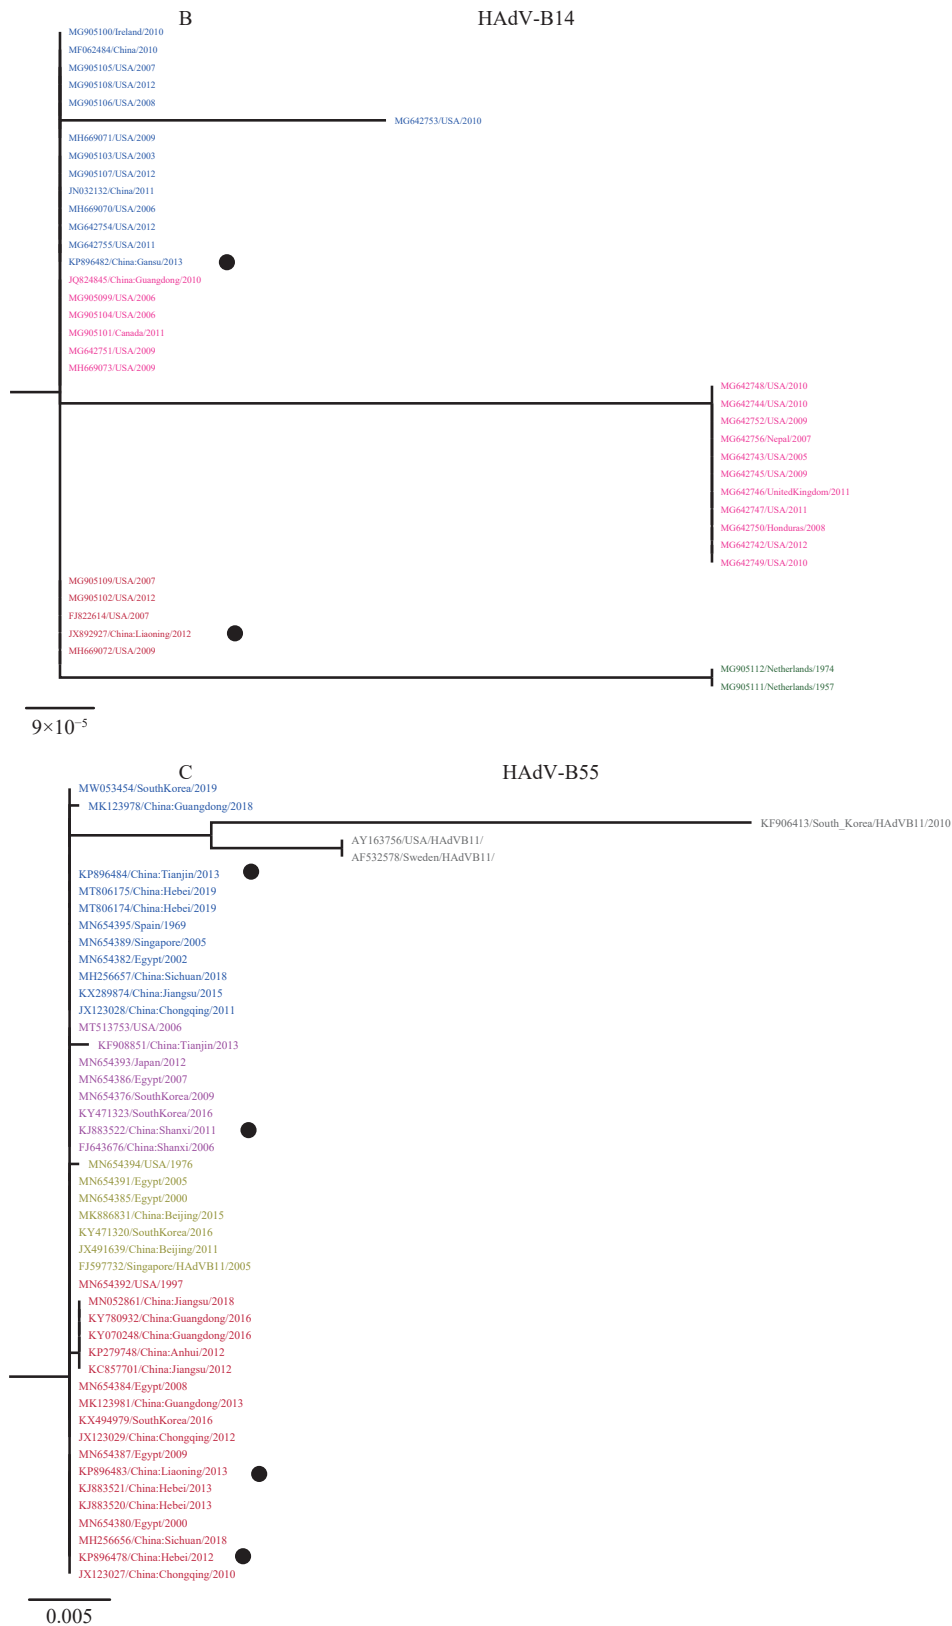 B
HAdV-B14
MG905100/Ireland/2010
MF062484/China/2010
MG905105/USA/2007
MG905108/USA/2012
MG905106/USA/2008
MG642753/USA/2010
MH669071/USA/2009
MG905103/USA/2003
MG905107/USA/2012
JN032132/China/2011
MH669070/USA/2006
MG642754/USA/2012
MG642755/USA/2011
KP896482/China:Gansu/2013
JQ824845/China:Guangdong/2010
MG905099/USA/2006
MG905104/USA/2006
MG905101/Canada/2011
MG642751/USA/2009
MH669073/USA/2009
MG642748/USA/2010
MG642744/USA/2010
MG642752/USA/2009
MG642756/Nepal/2007
MG642743/USA/2005
MG642745/USA/2009
MG642746/UnitedKingdom/2011
MG642747/USA/2011
MG642750/Honduras/2008
MG642742/USA/2012
MG642749/USA/2010
MG905109/USA/2007
MG905102/USA/2012
FJ822614/USA/2007
JX892927/China:Liaoning/2012
MH669072/USA/2009
MG905112/Netherlands/1974
MG905111/Netherlands/1957
9×10⁻⁵
C
HAdV-B55
MW053454/SouthKorea/2019
MK123978/China:Guangdong/2018
KF906413/South_Korea/HAdVB11/2010
AY163756/USA/HAdVB11/
AF532578/Sweden/HAdVB11/
KP896484/China:Tianjin/2013
MT806175/China:Hebei/2019
MT806174/China:Hebei/2019
MN654395/Spain/1969
MN654389/Singapore/2005
MN654382/Egypt/2002
MH256657/China:Sichuan/2018
KX289874/China:Jiangsu/2015
JX123028/China:Chongqing/2011
MT513753/USA/2006
KF908851/China:Tianjin/2013
MN654393/Japan/2012
MN654386/Egypt/2007
MN654376/SouthKorea/2009
KY471323/SouthKorea/2016
KJ883522/China:Shanxi/2011
FJ643676/China:Shanxi/2006
MN654394/USA/1976
MN654391/Egypt/2005
MN654385/Egypt/2000
MK886831/China:Beijing/2015
KY471320/SouthKorea/2016
JX491639/China:Beijing/2011
FJ597732/Singapore/HAdVB11/2005
MN654392/USA/1997
MN052861/China:Jiangsu/2018
KY780932/China:Guangdong/2016
KY070248/China:Guangdong/2016
KP279748/China:Anhui/2012
KC857701/China:Jiangsu/2012
MN654384/Egypt/2008
MK123981/China:Guangdong/2013
KX494979/SouthKorea/2016
JX123029/China:Chongqing/2012
MN654387/Egypt/2009
KP896483/China:Liaoning/2013
KJ883521/China:Hebei/2013
KJ883520/China:Hebei/2013
MN654380/Egypt/2000
MH256656/China:Sichuan/2018
KP896478/China:Hebei/2012
JX123027/China:Chongqing/2010
0.005